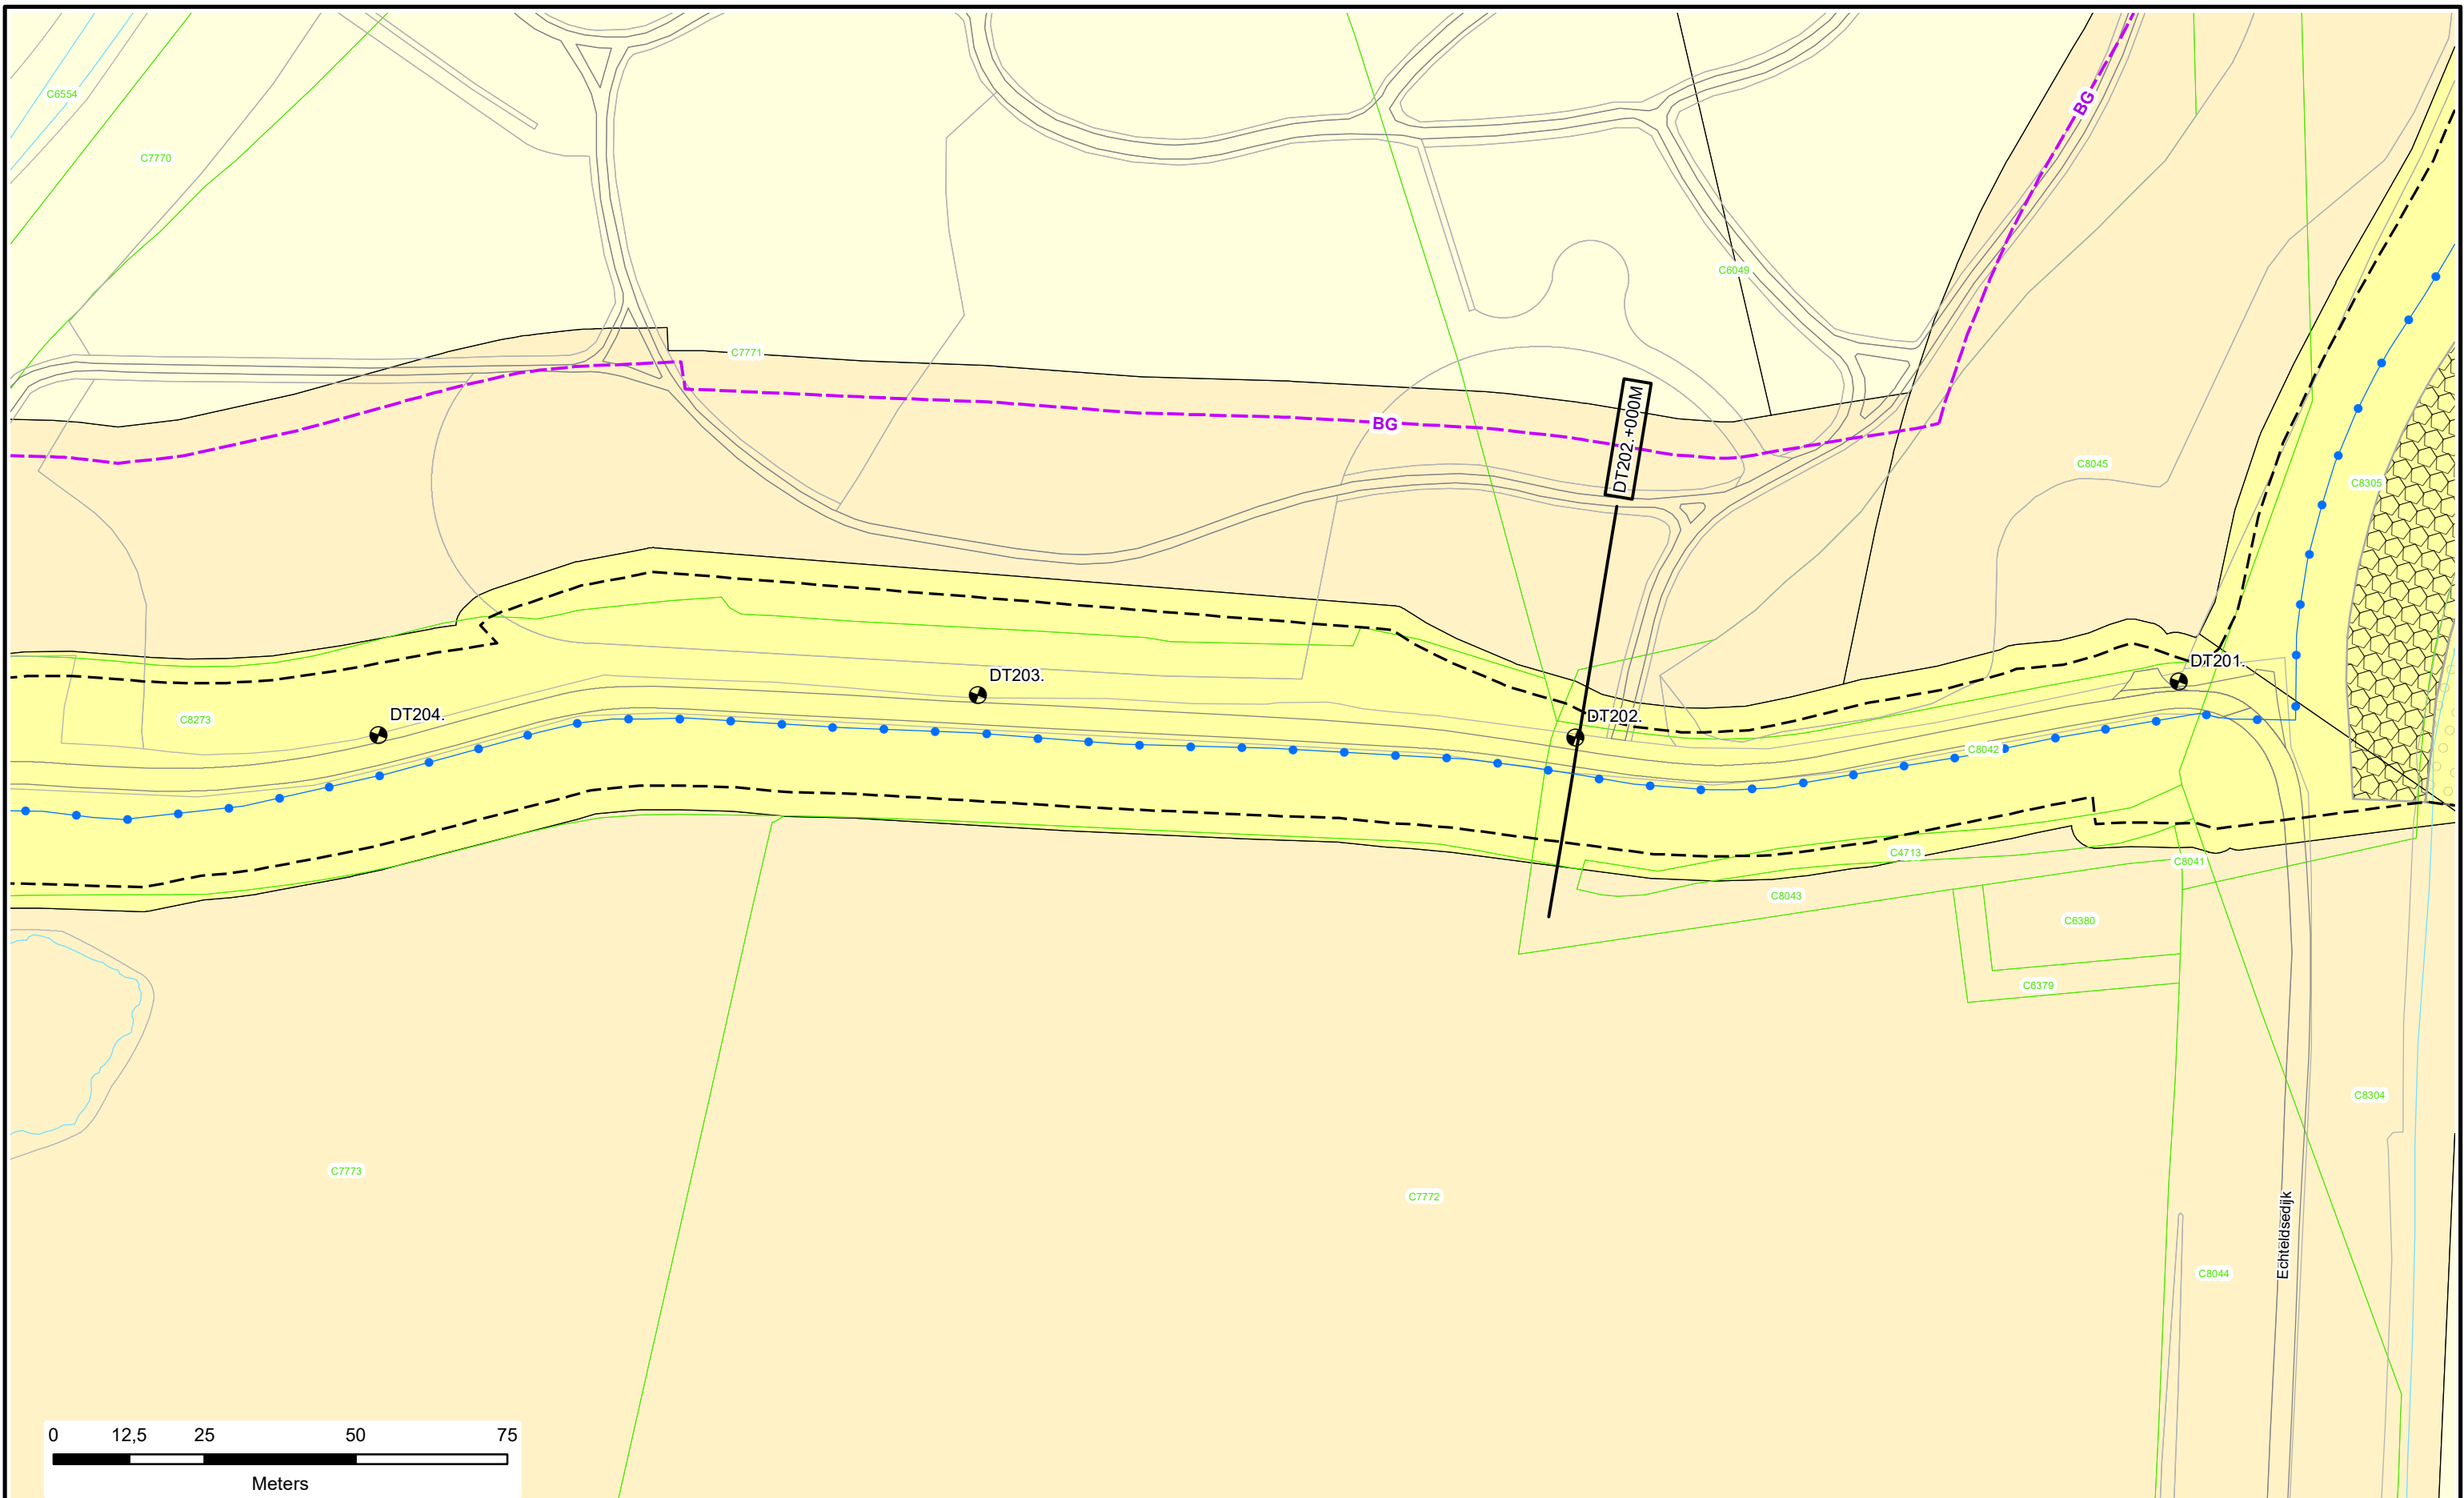 C6554
BG
C7770
C6049
C7771
DT202.+000M
BG
C8045
C8305
DT201.
DT203.
DT204.
DT202.
C8273
C8042
C4713
C8041
C8043
C6380
C6379
C8304
C7773
C7772
Echteldsedijk
C8044
0 12,5 25 50 75
Meters